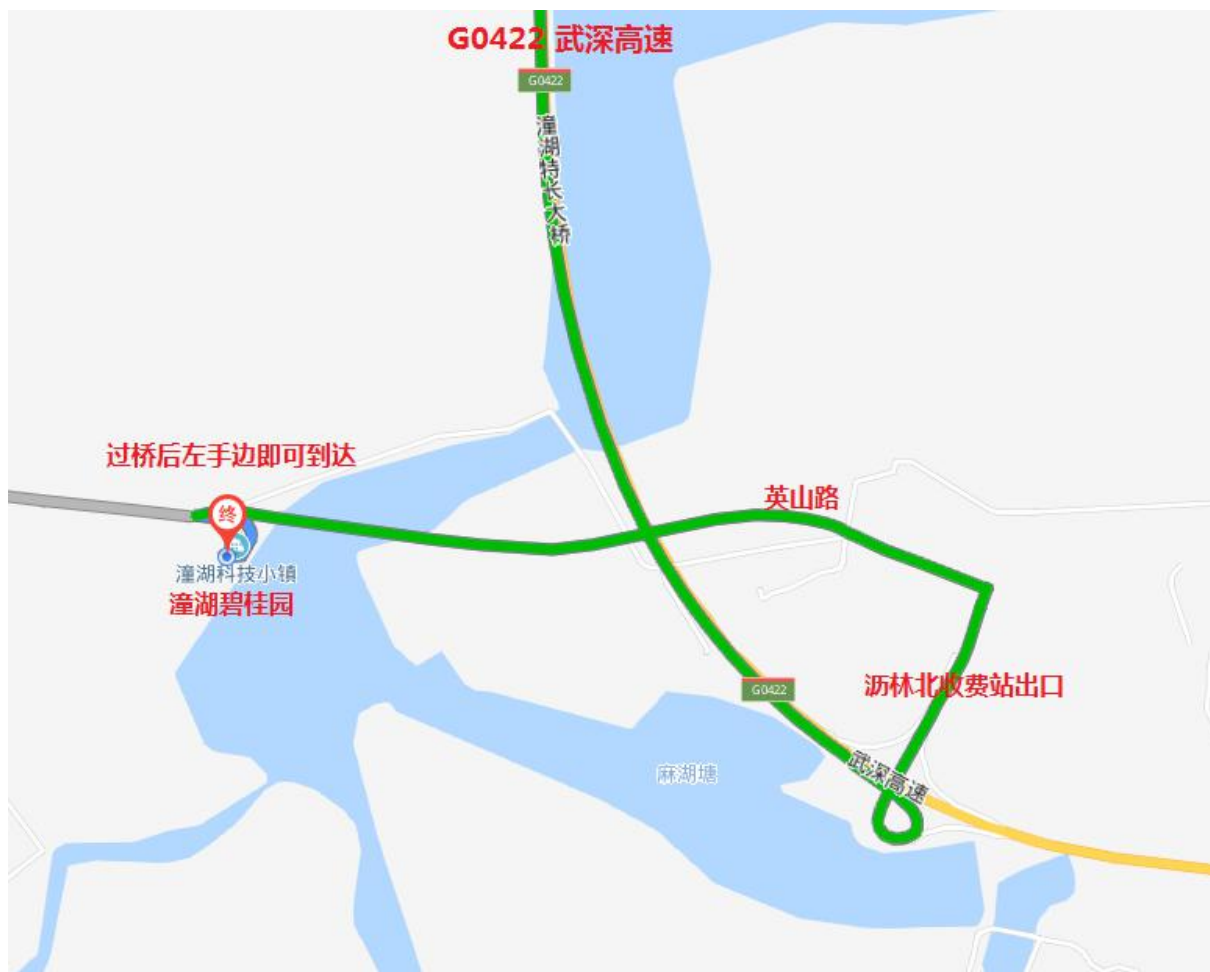 G0422 武深高速
G0422
潼湖特长大桥
过桥后左手边即可到达
英山路
终
潼湖科技小镇
潼湖碧桂园
沥林北收费站出口
G0422
武深高速
麻湖塘